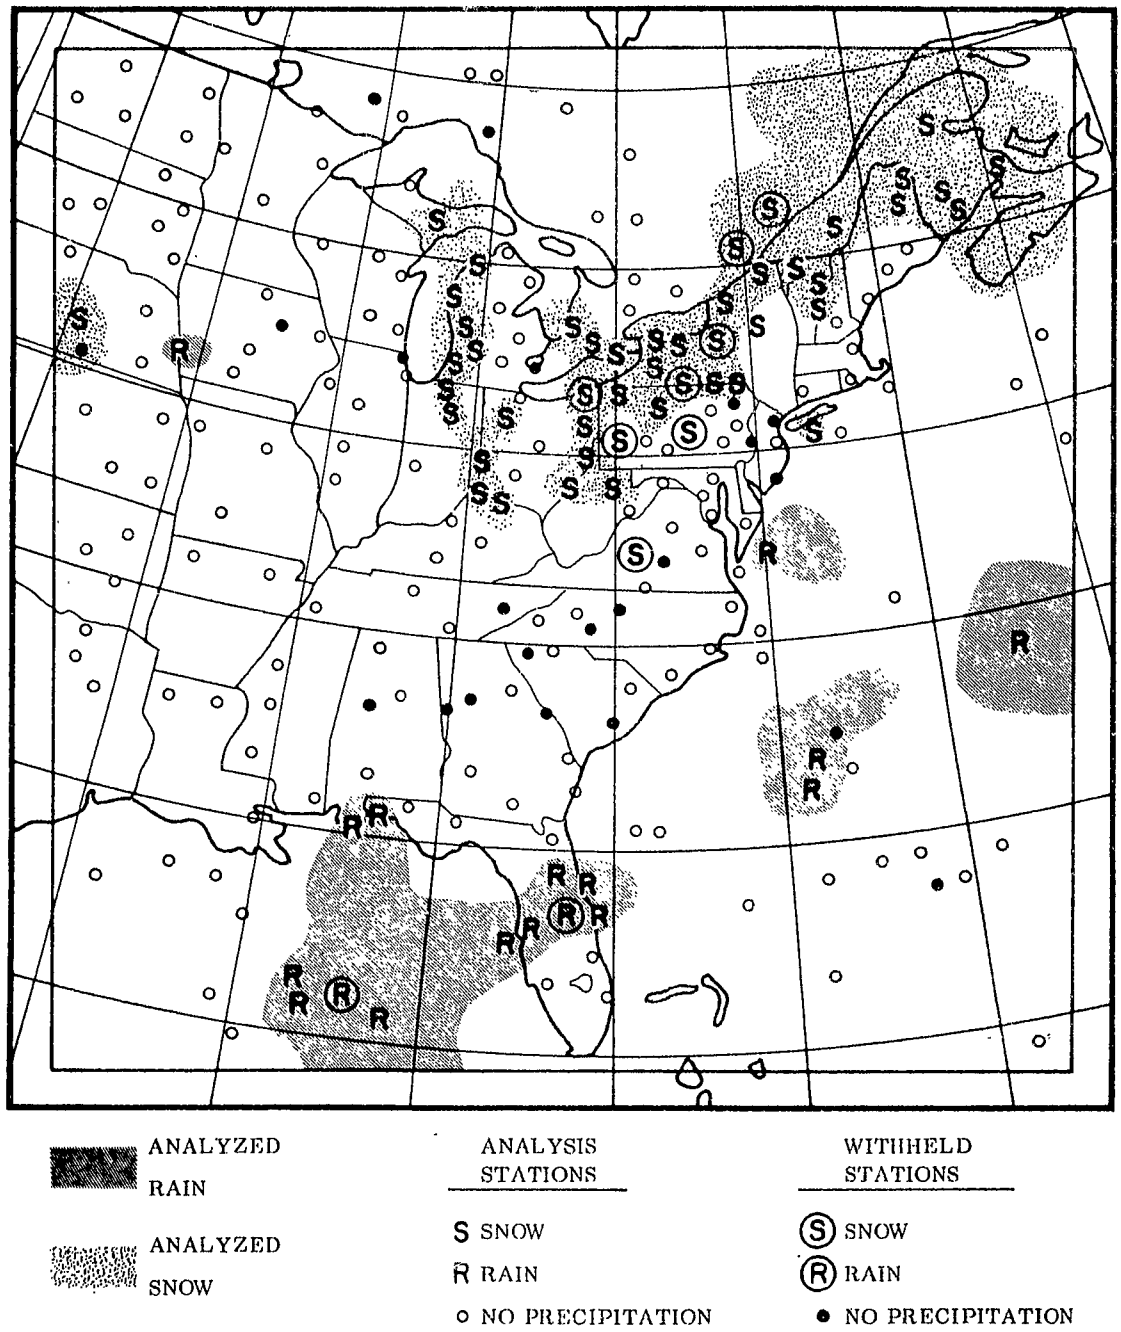 ANALYZED
RAIN
ANALYZED
SNOW
ANALYSIS
STATIONS
S SNOW
R RAIN
NO PRECIPITATION
WITHHELD
STATIONS
S SNOW
R RAIN
NO PRECIPITATION